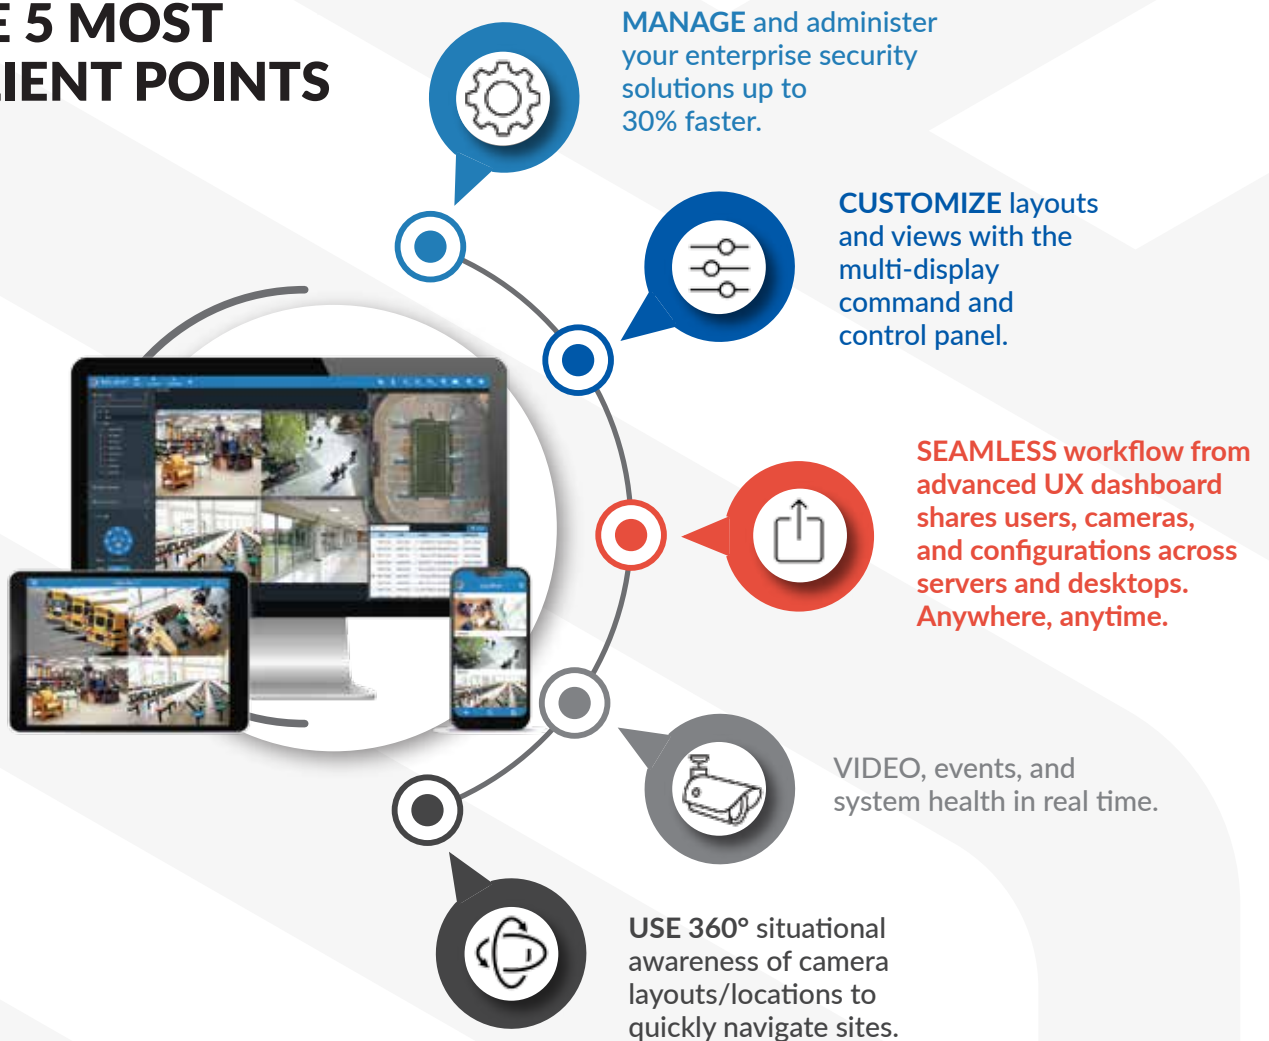 E 5 MOST
LIENT POINTS
MANAGE and administer
your enterprise security
solutions up to
30% faster.
CUSTOMIZE layouts
and views with the
multi-display
command and
control panel.
SEAMLESS workflow from
advanced UX dashboard
shares users, cameras,
and configurations across
servers and desktops.
Anywhere, anytime.
VIDEO, events, and
system health in real time.
USE 360° situational
awareness of camera
layouts/locations to
quickly navigate sites.